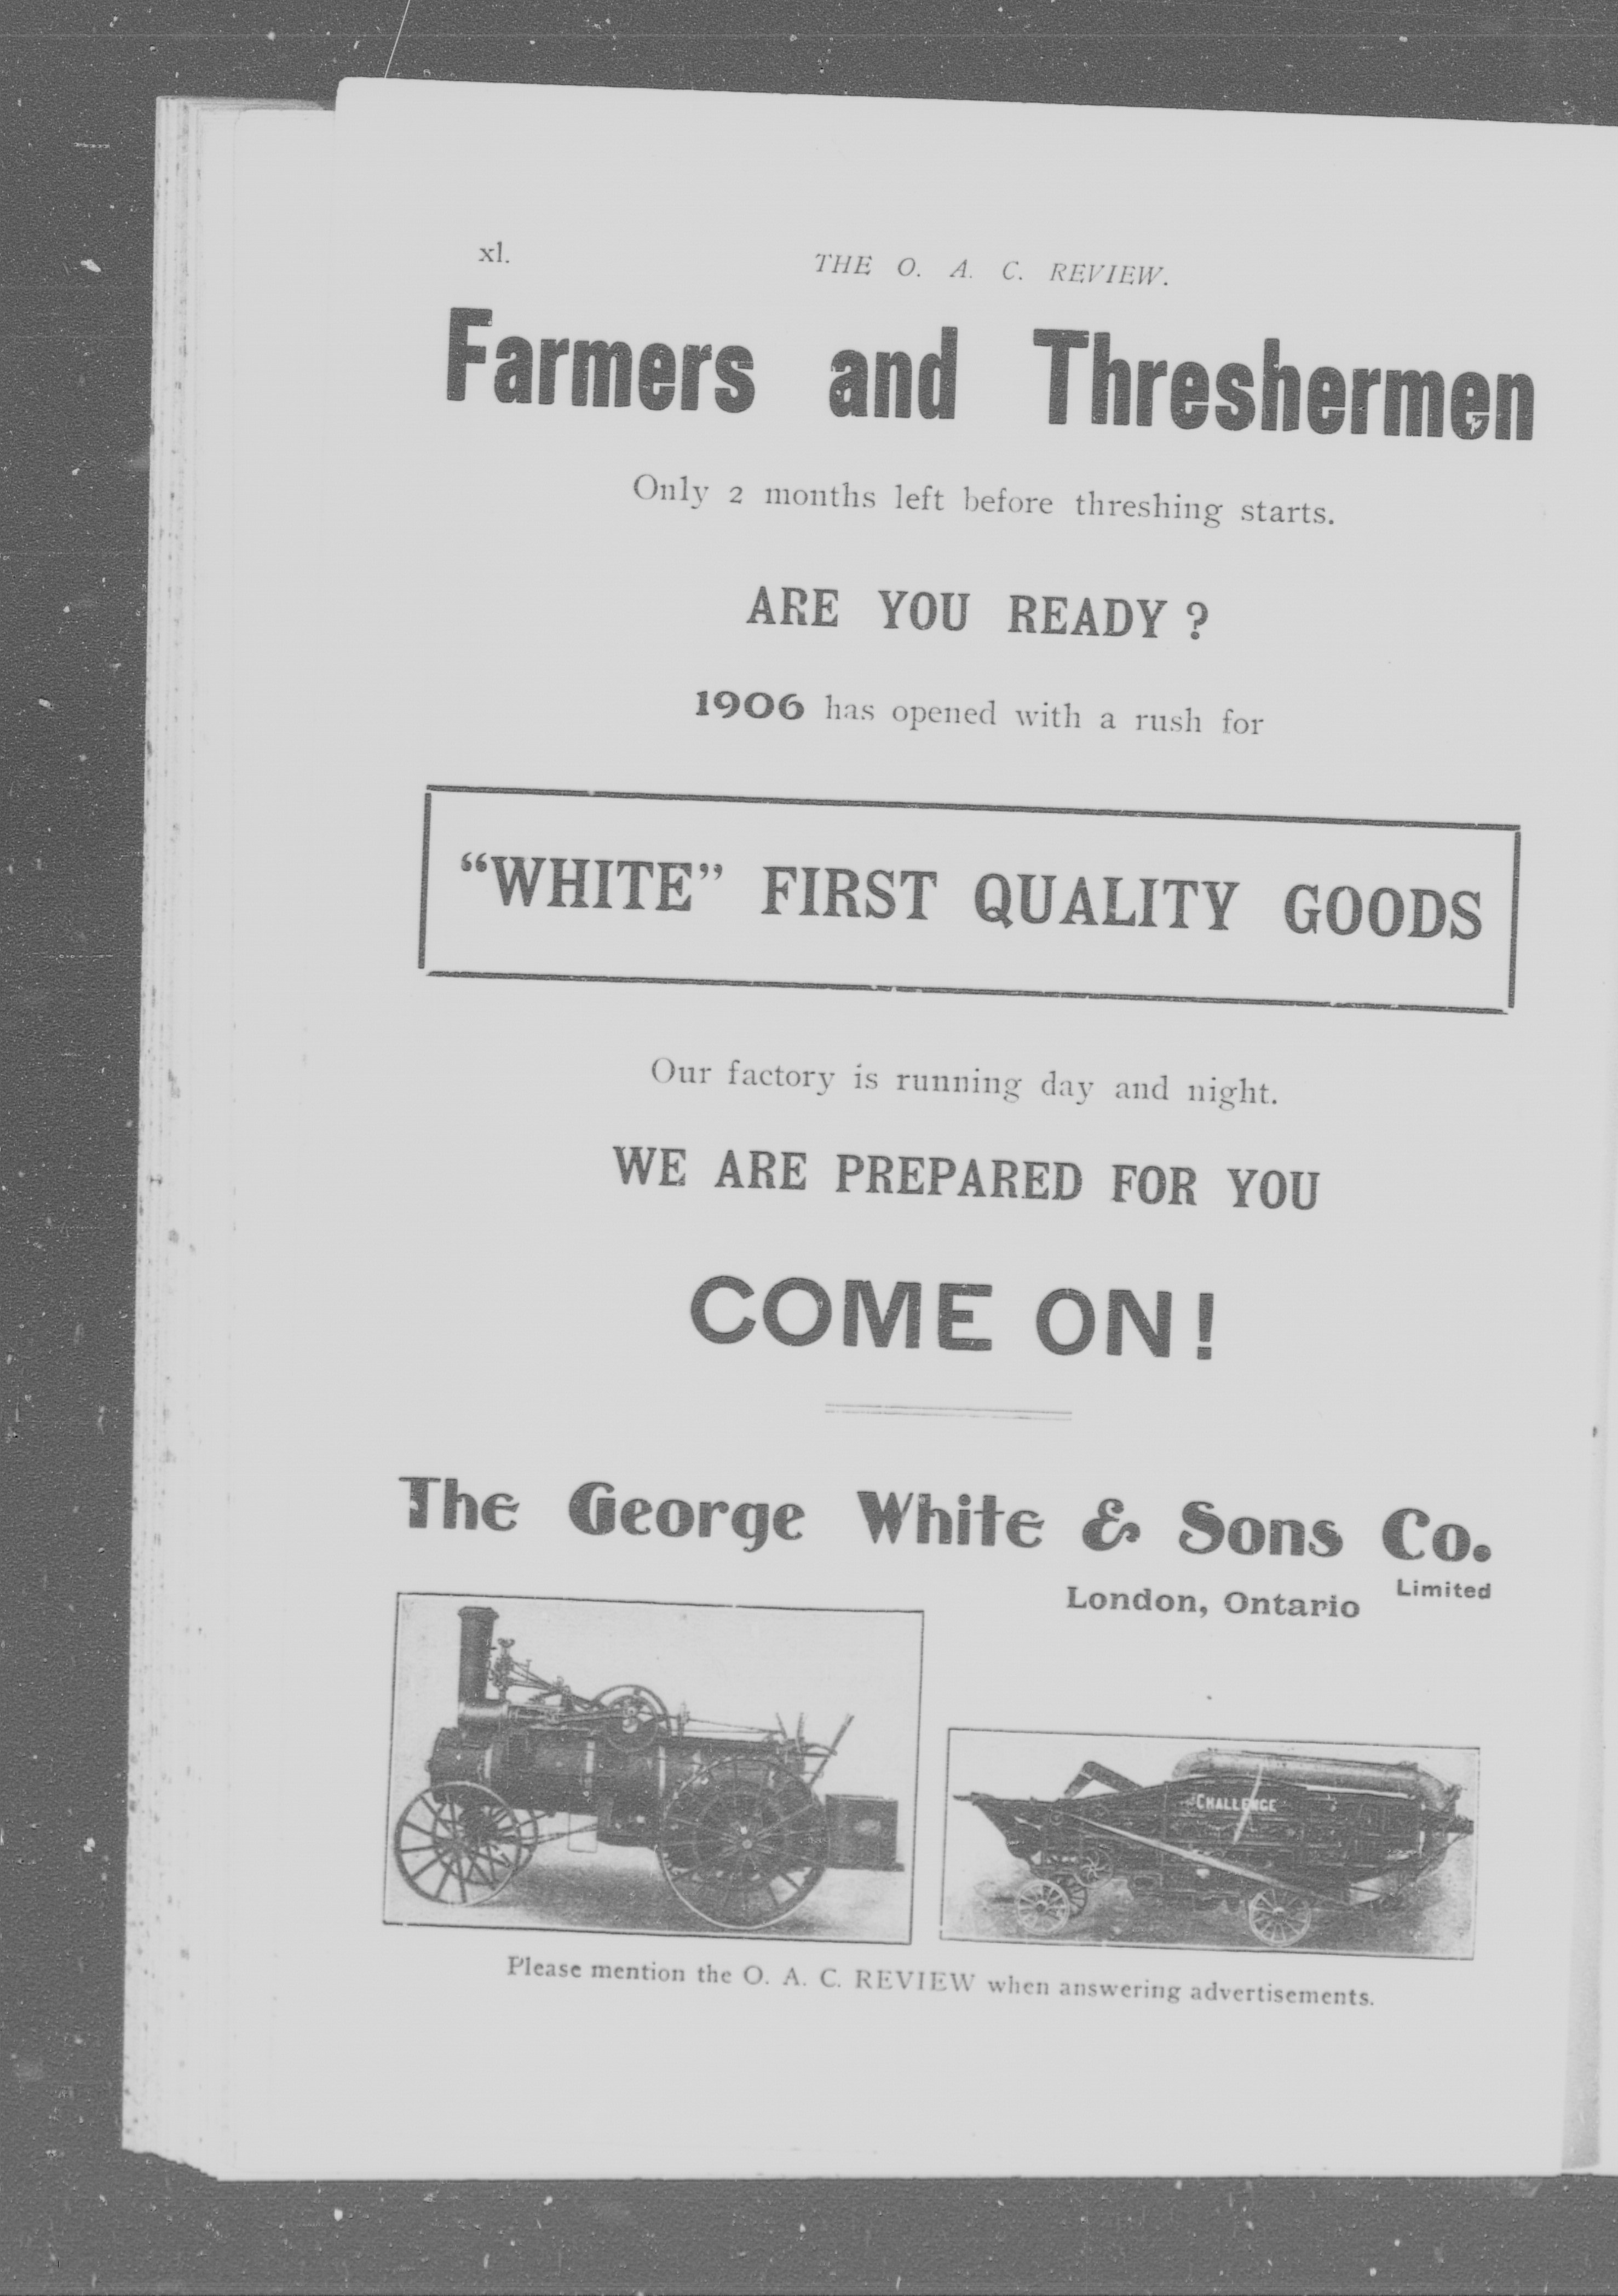 xl.
THE O. A. C. REVIEW.
Farmers and Threshermen
Only 2 months left before threshing starts.
ARE YOU READY ?
1906 has opened with a rush for
“WHITE” FIRST QUALITY GOODS
Our factory is running day and night.
WE ARE PREPARED FOR YOU
COME ON!
The George White & Sons Co.
Limited
London, Ontario
CHALLENGE
Please mention the O. A. C. REVIEW when answering advertisements.